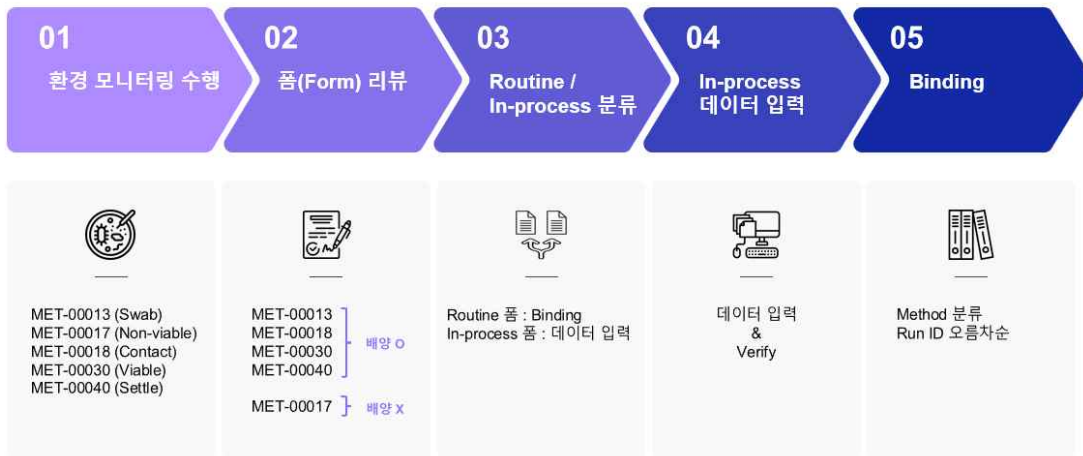 01
환경 모니터링 수행
02
폼(Form) 리뷰
03
Routine /
In-process 분류
04
In-process
데이터 입력
05
Binding
MET-00013 (Swab)
MET-00017 (Non-viable)
MET-00018 (Contact)
MET-00030 (Viable)
MET-00040 (Settle)
MET-00013
MET-00018
MET-00030
MET-00040
배양 O
MET-00017
배양 X
Routine 폼 : Binding
In-process 폼 : 데이터 입력
데이터 입력
&
Verify
Method 분류
Run ID 오름차순